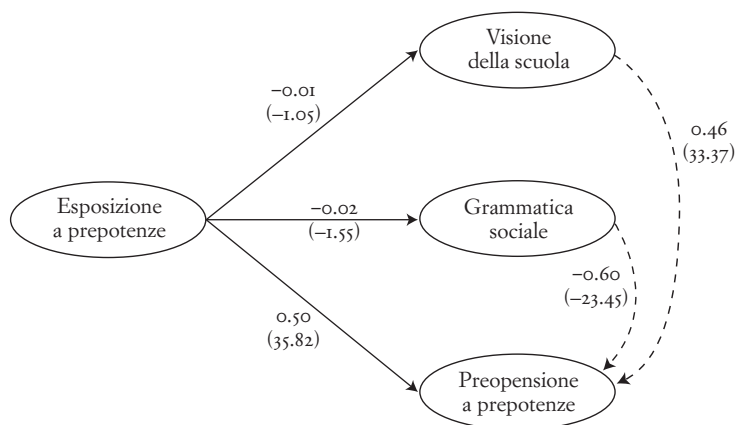 Visione
della scuola
−0.01
(−1.05)
0.46
(33.37)
Esposizione
a prepotenze
−0.02
(−1.55)
Grammatica
sociale
−0.60
(−23.45)
0.50
(35.82)
Preopensione
a prepotenze